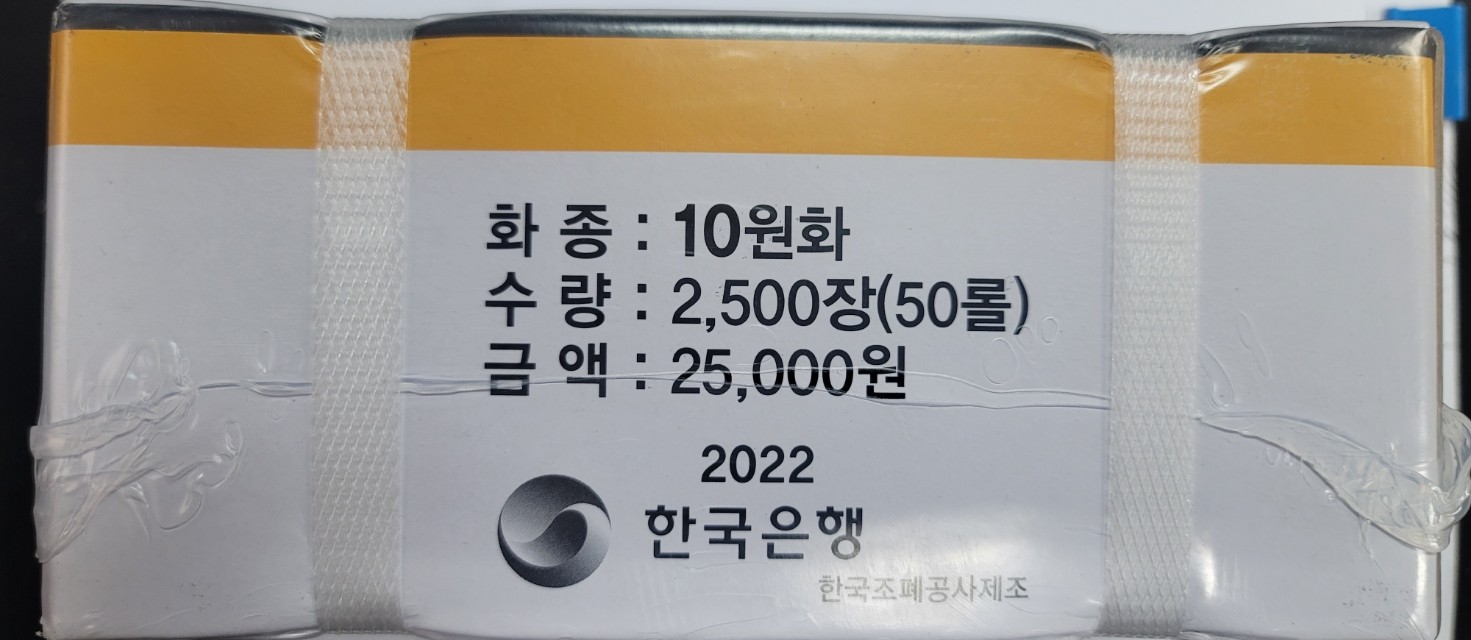 화 종 : 10원화
수 량 : 2,500장(50롤)
금 액 : 25,000원
2022
한국은행
한국조폐공사제조